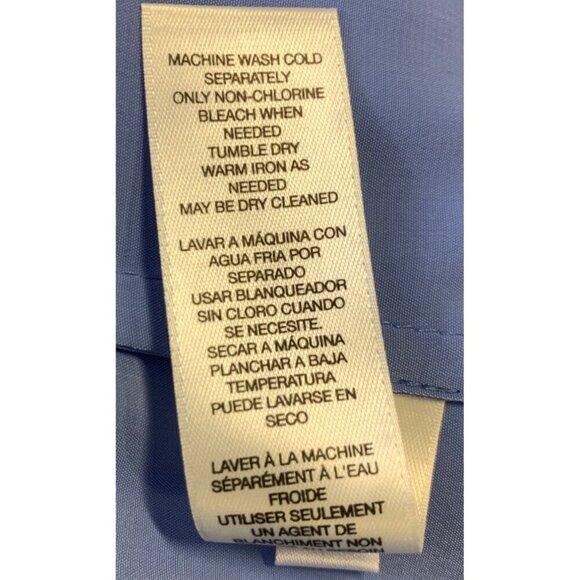 MACHINE WASH COLD
SEPARATELY
ONLY NON-CHLORINE
BLEACH WHEN
NEEDED
TUMBLE DRY
WARM IRON AS
NEEDED
MAY BE DRY CLEANED
LAVAR A MÁQUINA CON
AGUA FRIA POR
SEPARADO
USAR BLANQUEADOR
SIN CLORO CUANDO
SE NECESITE.
SECAR A MÁQUINA
PLANCHAR A BAJA
TEMPERATURA
PUEDE LAVARSE EN
SECO
LAVER À LA MACHINE
SÉPARÉMENT À L'EAU
FROIDE
UTILISER SEULEMENT
UN AGENT DE
BLANCHIMENT NON